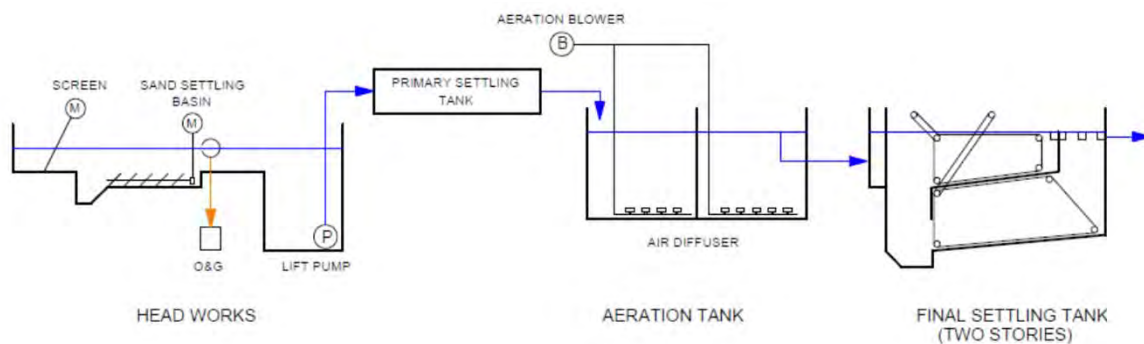 AERATION BLOWER
B
SCREEN
M
SAND SETTLING
BASIN
M
PRIMARY SETTLING
TANK
P
O&G
LIFT PUMP
AIR DIFFUSER
HEAD WORKS
AERATION TANK
FINAL SETTLING TANK
(TWO STORIES)